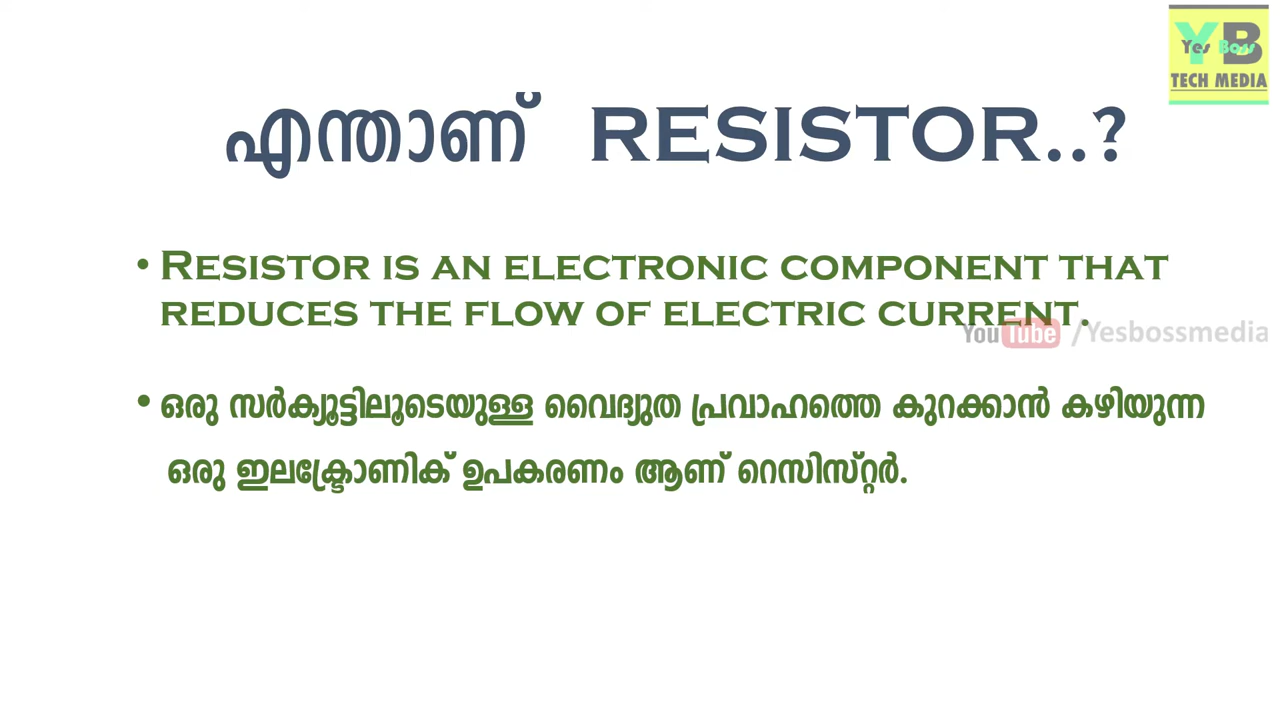 Yes Boss
TECH MEDIA
എന്താണ് RESISTOR..?
• RESISTOR IS AN ELECTRONIC COMPONENT THAT
REDUCES THE FLOW OF ELECTRIC CURRENT.
YouTube /Yesbossmedia
• ഒരു സർക്യൂട്ടിലൂടെയുള്ള വൈദ്യുത പ്രവാഹത്തെ കുറക്കാൻ കഴിയുന്ന
ഒരു ഇലക്ട്രോണിക് ഉപകരണം ആണ് റെസിസ്റ്റർ.